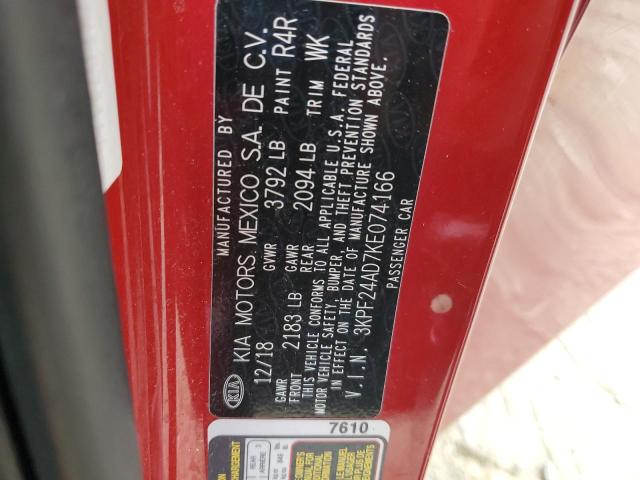 MANUFACTURED BY
KIA KIA MOTORS MEXICO S.A. DE C.V.
12/18 GVWR 3792 LB PAINT R4R
GAWR FRONT 2183 LB GAWR REAR 2094 LB TRIM WK
THIS VEHICLE CONFORMS TO ALL APPLICABLE U.S.A. FEDERAL
MOTOR VEHICLE SAFETY, BUMPER, AND THEFT PREVENTION STANDARDS
IN EFFECT ON THE DATE OF MANUFACTURE SHOWN ABOVE.
V.I.N. 3KPF24AD7KE074166
PASSENGER CAR
7610